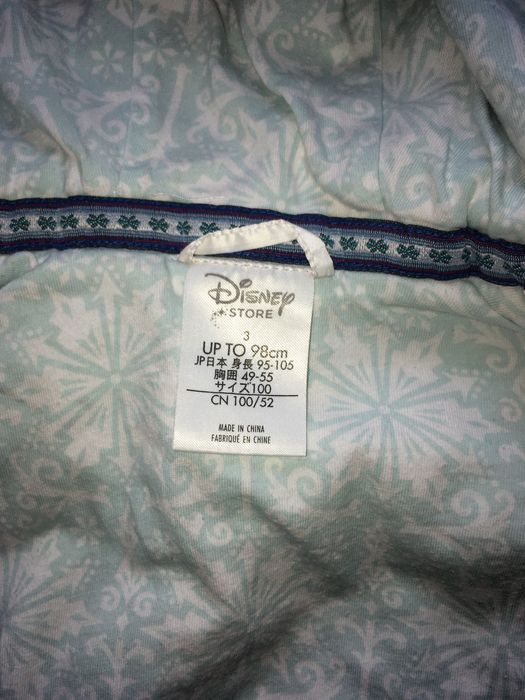 Disney
STORE
3
UP TO 98cm
JP日本 身長 95-105
胸囲 49-55
サイズ100
CN 100/52
MADE IN CHINA
FABRIQUÉ EN CHINE